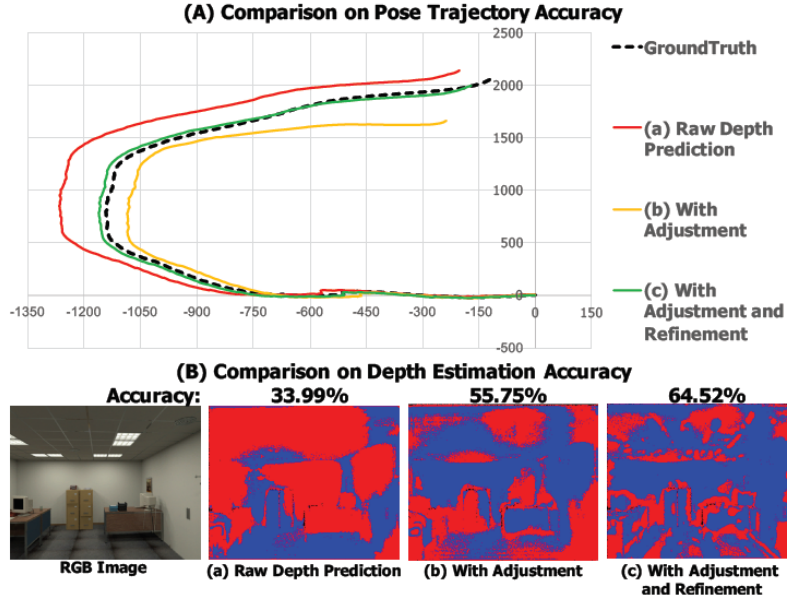 (A) Comparison on Pose Trajectory Accuracy
2500
2000
1500
1000
500
0
-500
-1350 -1200 -1050 -900 -750 -600 -450 -300 -150 0 150
GroundTruth
(a) Raw Depth
Prediction
(b) With
Adjustment
(c) With
Adjustment and
Refinement
(B) Comparison on Depth Estimation Accuracy
Accuracy: 33.99% 55.75% 64.52%
RGB Image
(a) Raw Depth Prediction
(b) With Adjustment
(c) With Adjustment
and Refinement